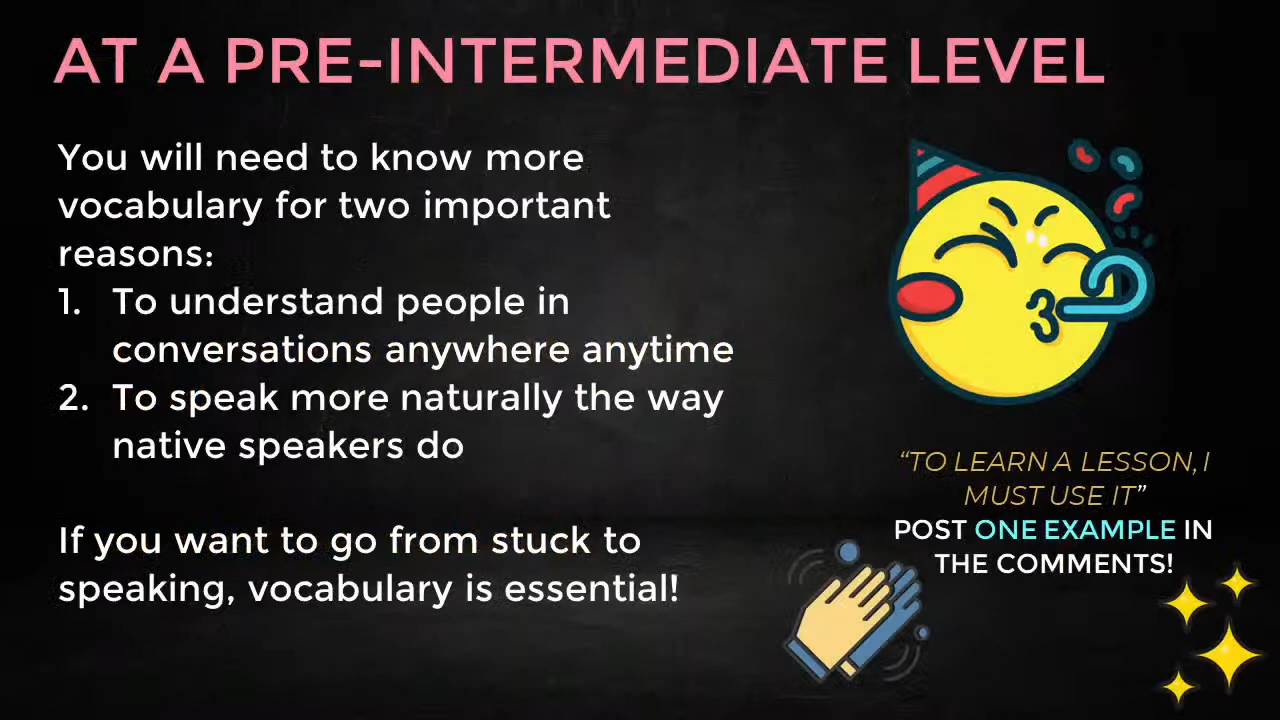 AT A PRE-INTERMEDIATE LEVEL
You will need to know more
vocabulary for two important
reasons:
1. To understand people in
conversations anywhere anytime
2. To speak more naturally the way
native speakers do
If you want to go from stuck to
speaking, vocabulary is essential!
“TO LEARN A LESSON, I
MUST USE IT”
POST ONE EXAMPLE IN
THE COMMENTS!